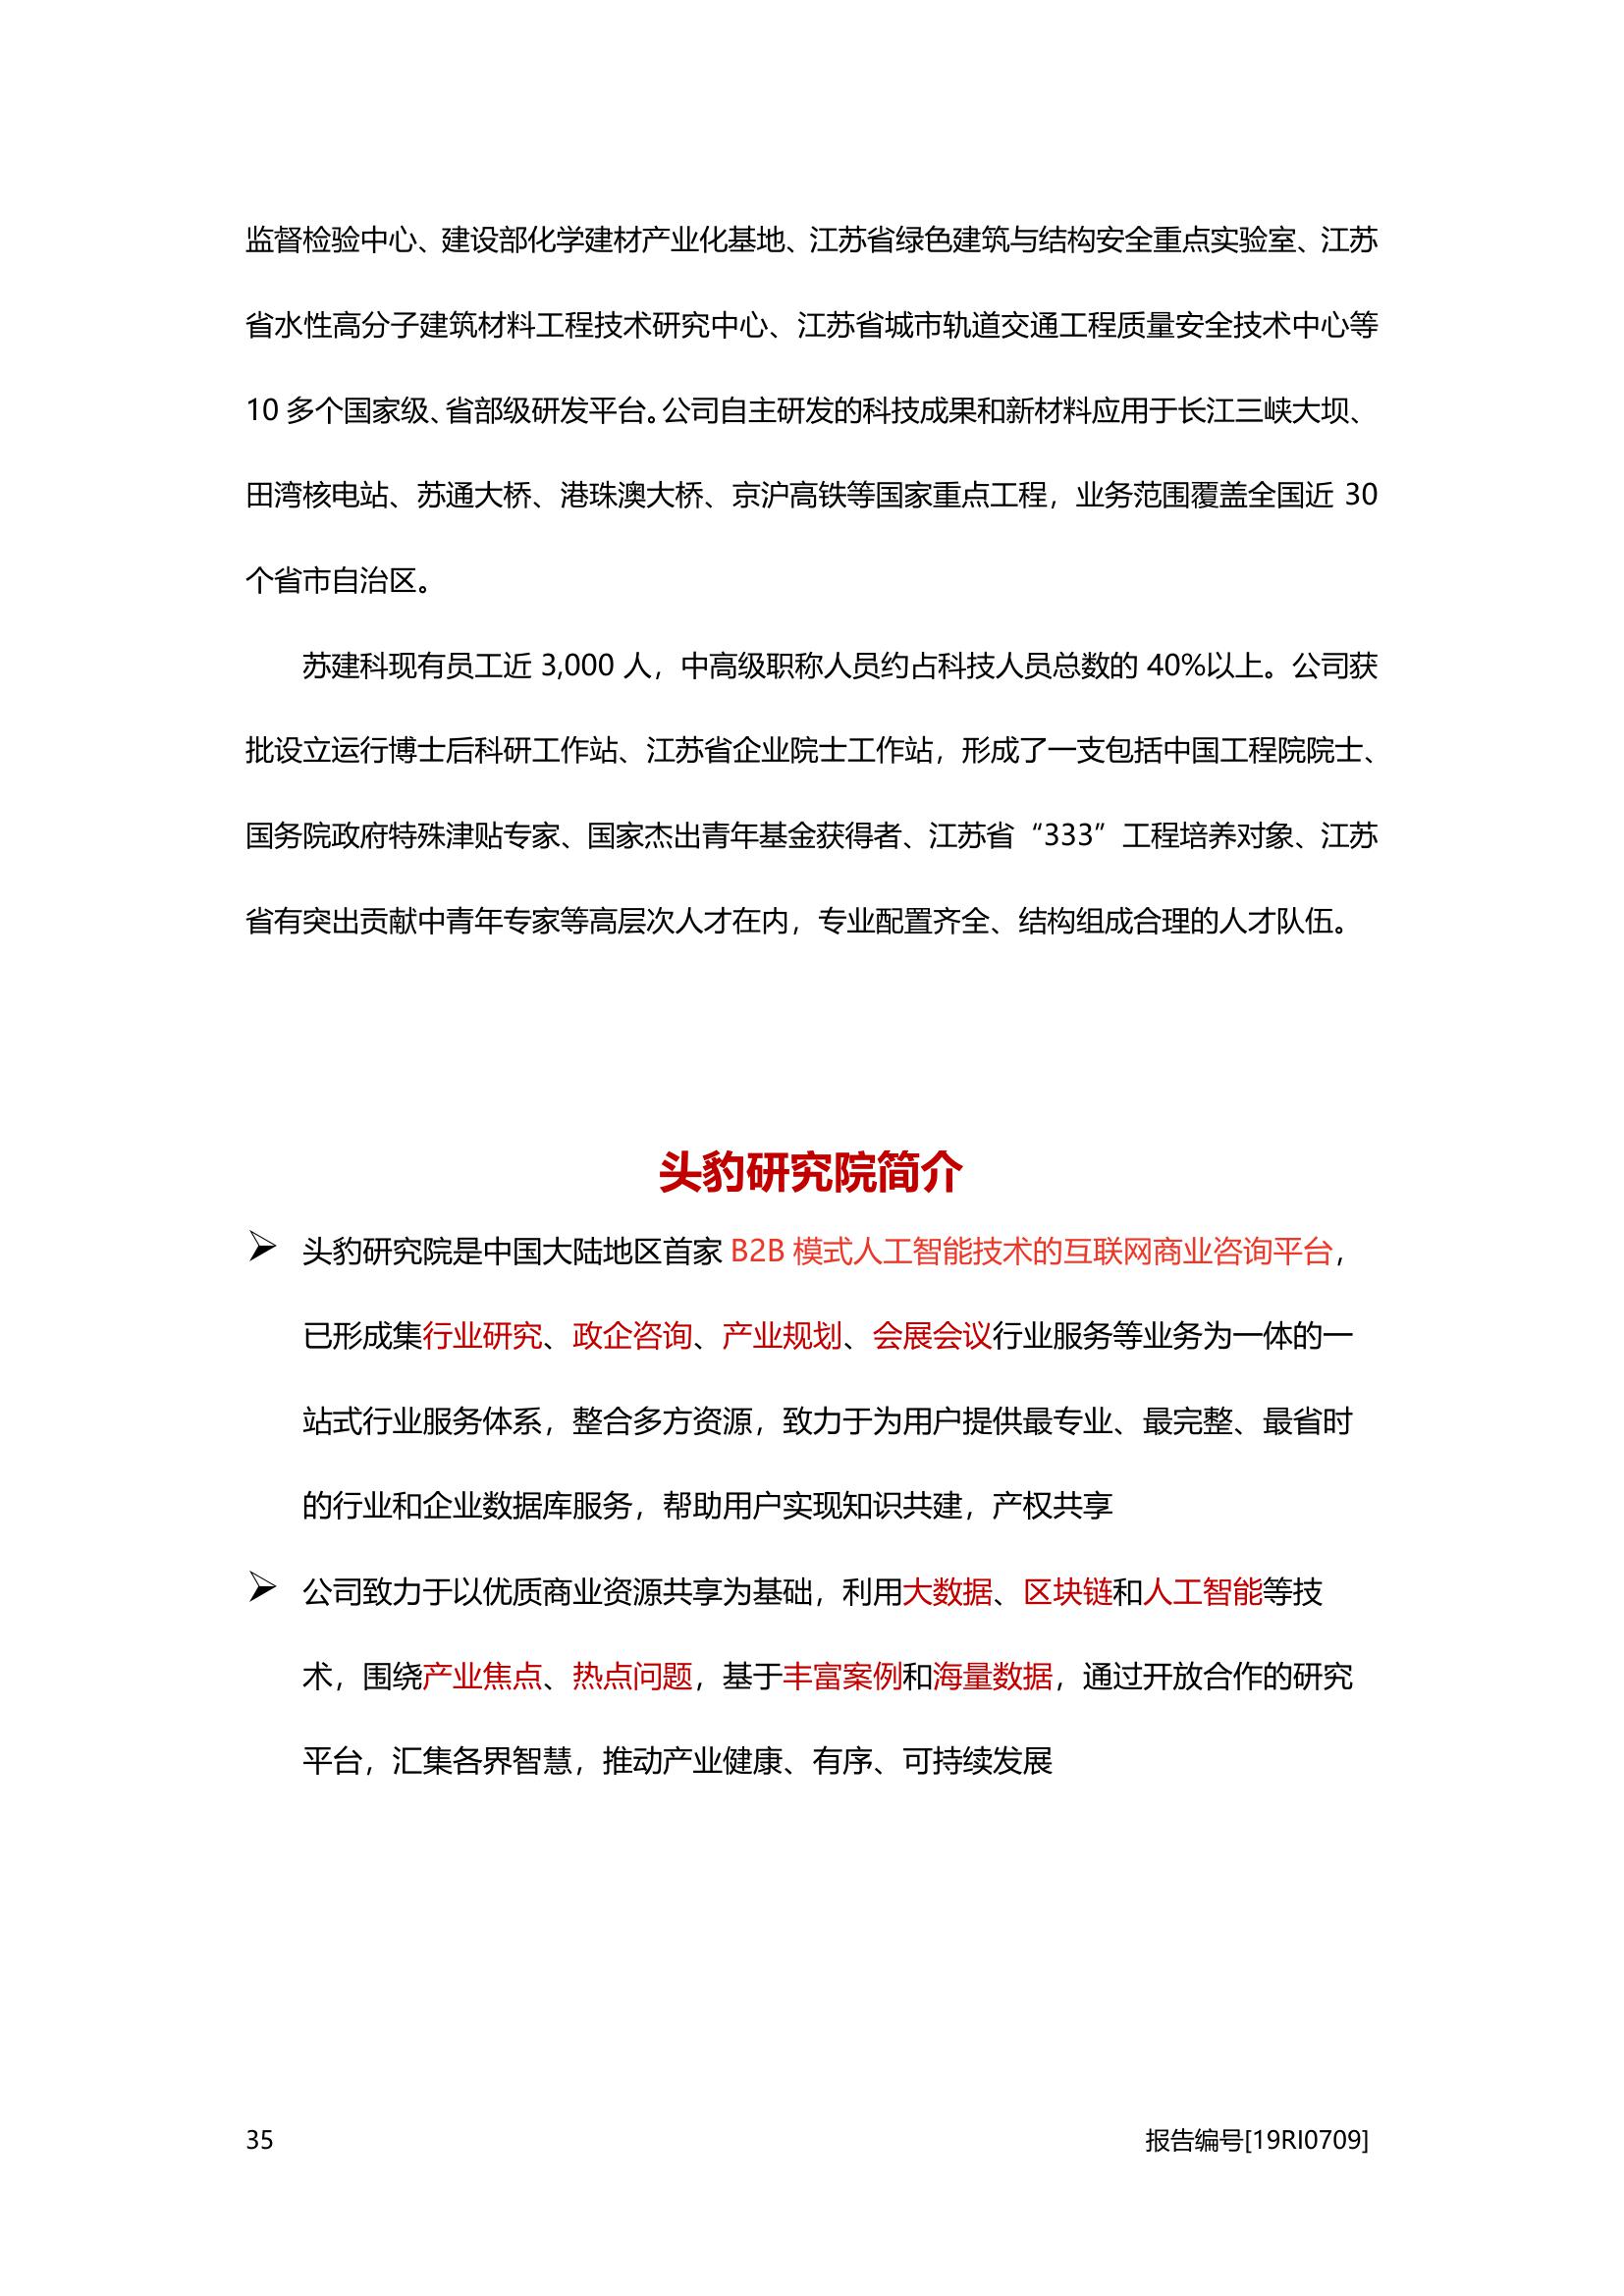 监督检验中心、建设部化学建材产业化基地、江苏省绿色建筑与结构安全重点实验室、江苏
省水性高分子建筑材料工程技术研究中心、江苏省城市轨道交通工程质量安全技术中心等
10 多个国家级、省部级研发平台。公司自主研发的科技成果和新材料应用于长江三峡大坝、
田湾核电站、苏通大桥、港珠澳大桥、京沪高铁等国家重点工程，业务范围覆盖全国近 30
个省市自治区。
苏建科现有员工近 3,000 人，中高级职称人员约占科技人员总数的 40%以上。公司获
批设立运行博士后科研工作站、江苏省企业院士工作站，形成了一支包括中国工程院院士、
国务院政府特殊津贴专家、国家杰出青年基金获得者、江苏省“333”工程培养对象、江苏
省有突出贡献中青年专家等高层次人才在内，专业配置齐全、结构组成合理的人才队伍。
头豹研究院简介
➢ 头豹研究院是中国大陆地区首家 B2B 模式人工智能技术的互联网商业咨询平台，
已形成集行业研究、政企咨询、产业规划、会展会议行业服务等业务为一体的一
站式行业服务体系，整合多方资源，致力于为用户提供最专业、最完整、最省时
的行业和企业数据库服务，帮助用户实现知识共建，产权共享
➢ 公司致力于以优质商业资源共享为基础，利用大数据、区块链和人工智能等技
术，围绕产业焦点、热点问题，基于丰富案例和海量数据，通过开放合作的研究
平台，汇集各界智慧，推动产业健康、有序、可持续发展
35 报告编号[19RI0709]